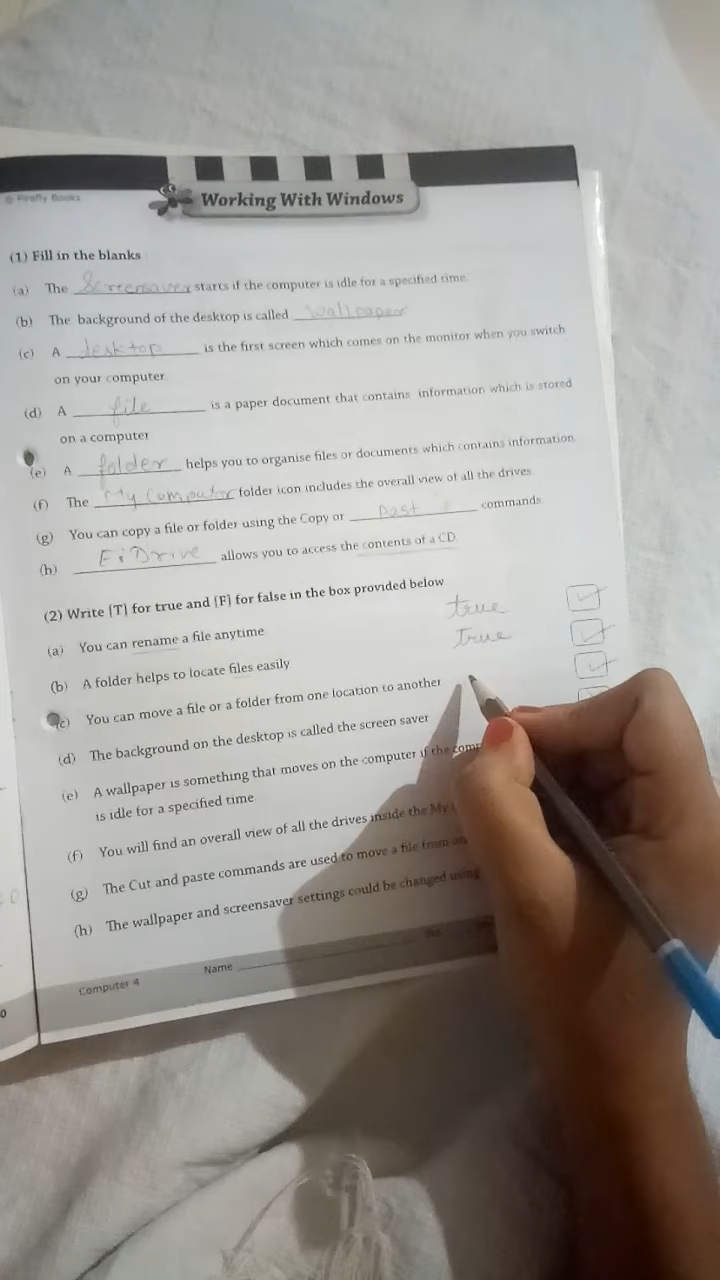 © Firefly Books
Working With Windows
(1) Fill in the blanks
(a) The Screensaver starts if the computer is idle for a specified time.
(b) The background of the desktop is called wallpaper
(c) A desktop is the first screen which comes on the monitor when you switch
on your computer
(d) A file is a paper document that contains information which is stored
on a computer
(e) A folder helps you to organise files or documents which contains information
(f) The My Computor folder icon includes the overall view of all the drives
(g) You can copy a file or folder using the Copy or past commands
(h) E:Drive allows you to access the contents of a CD.
(2) Write [T] for true and [F] for false in the box provided below
(a) You can rename a file anytime true
(b) A folder helps to locate files easily true
(c) You can move a file or a folder from one location to another
(d) The background on the desktop is called the screen saver
(e) A wallpaper is something that moves on the computer if the
is idle for a specified time
(f) You will find an overall view of all the drives inside the My
(g) The Cut and paste commands are used to move a file from
(h) The wallpaper and screensaver settings could be changed using
Computer 4 Name